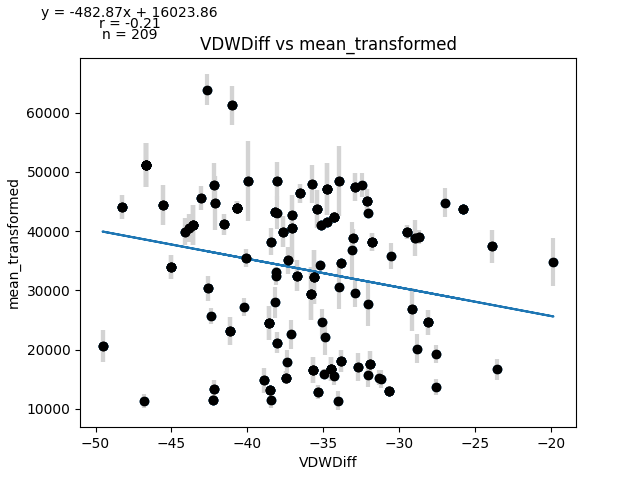 y = -482.87x + 16023.86
r = -0.21
n = 209
VDWDiff vs mean_transformed
60000
50000
40000
30000
20000
10000
mean_transformed
−50
−45
−40
−35
−30
−25
−20
VDWDiff